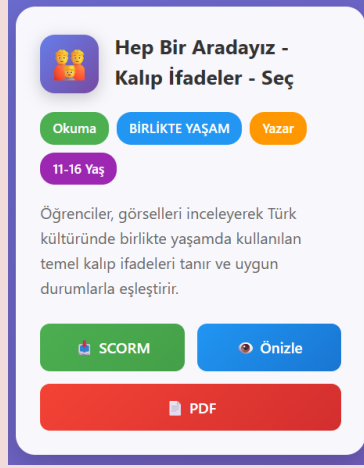 Hep Bir Aradayız -
Kalıp İfadeler - Seç
Okuma
BİRLİKTE YAŞAM
Yazar
11-16 Yaş
Öğrenciler, görselleri inceleyerek Türk
kültüründe birlikte yaşamda kullanılan
temel kalıp ifadeleri tanır ve uygun
durumlarla eşleştirir.
SCORM
Önizle
PDF